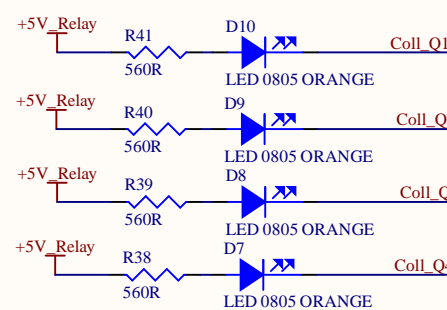 +5V_Relay
R41
560R
D10
LED 0805 ORANGE
Coll_Q1
+5V_Relay
R40
560R
D9
LED 0805 ORANGE
+5V_Relay
R39
560R
D8
LED 0805 ORANGE
+5V_Relay
R38
560R
D7
LED 0805 ORANGE
Coll_Q4